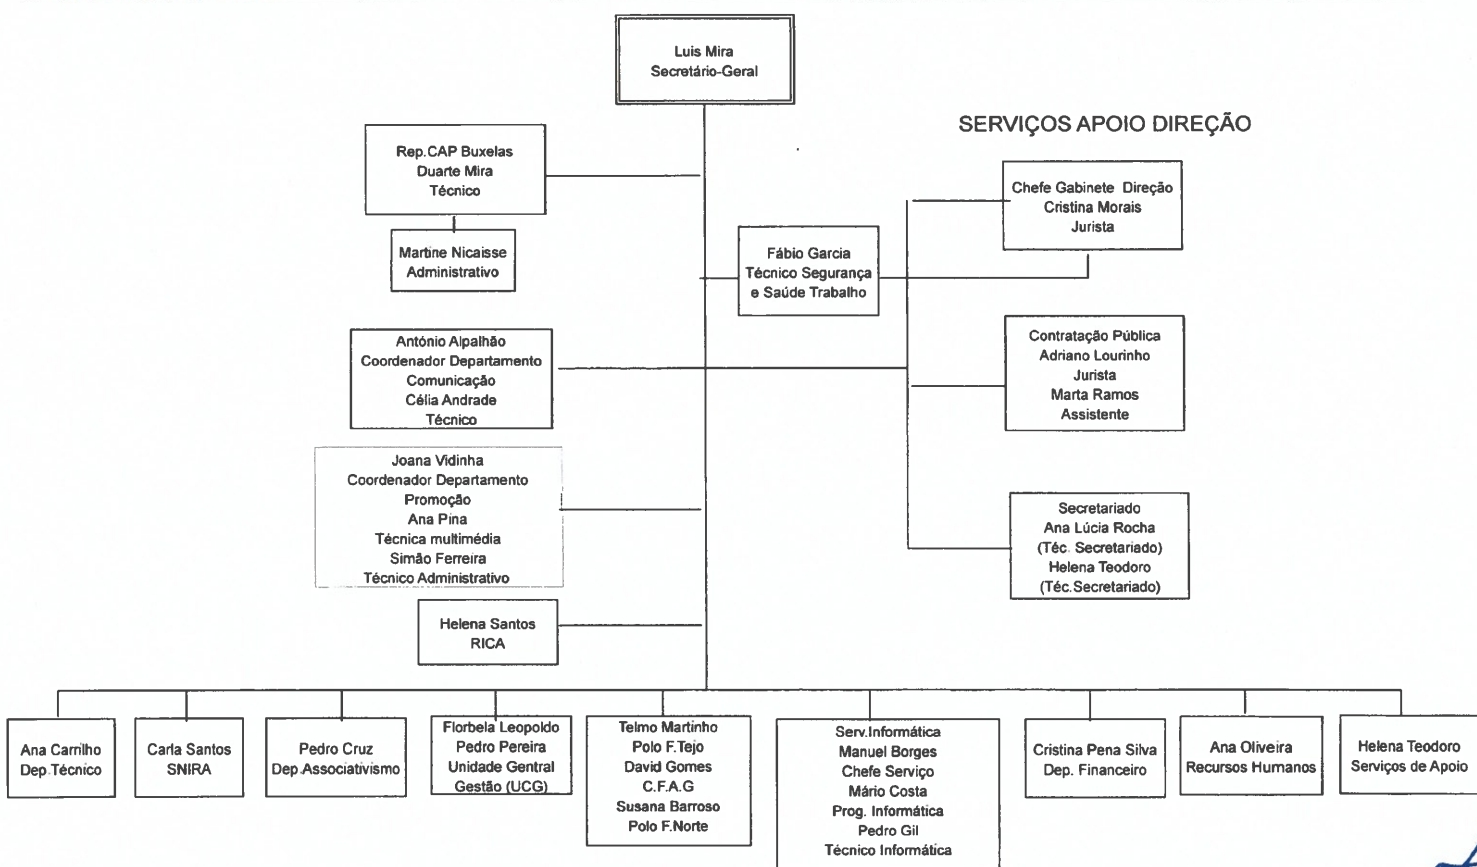 Luis Mira
Secretário-Geral
SERVIÇOS APOIO DIREÇÃO
Rep.CAP Buxelas
Duarte Mira
Técnico
Martine Nicaisse
Administrativo
Chefe Gabinete Direção
Cristina Morais
Jurista
Fábio Garcia
Técnico Segurança
e Saúde Trabalho
António Alpalhão
Coordenador Departamento
Comunicação
Célia Andrade
Técnico
Contratação Pública
Adriano Lourinho
Jurista
Marta Ramos
Assistente
Joana Vidinha
Coordenador Departamento
Promoção
Ana Pina
Técnica multimédia
Simão Ferreira
Técnico Administrativo
Secretariado
Ana Lúcia Rocha
(Téc. Secretariado)
Helena Teodoro
(Téc.Secretariado)
Helena Santos
RICA
Ana Carrilho
Dep.Técnico
Carla Santos
SNIRA
Pedro Cruz
Dep.Associativismo
Florbela Leopoldo
Pedro Pereira
Unidade Gentral
Gestão (UCG)
Telmo Martinho
Polo F.Tejo
David Gomes
C.F.A.G
Susana Barroso
Polo F.Norte
Serv.Informática
Manuel Borges
Chefe Serviço
Mário Costa
Prog. Informática
Pedro Gil
Técnico Informática
Cristina Pena Silva
Dep. Financeiro
Ana Oliveira
Recursos Humanos
Helena Teodoro
Serviços de Apoio